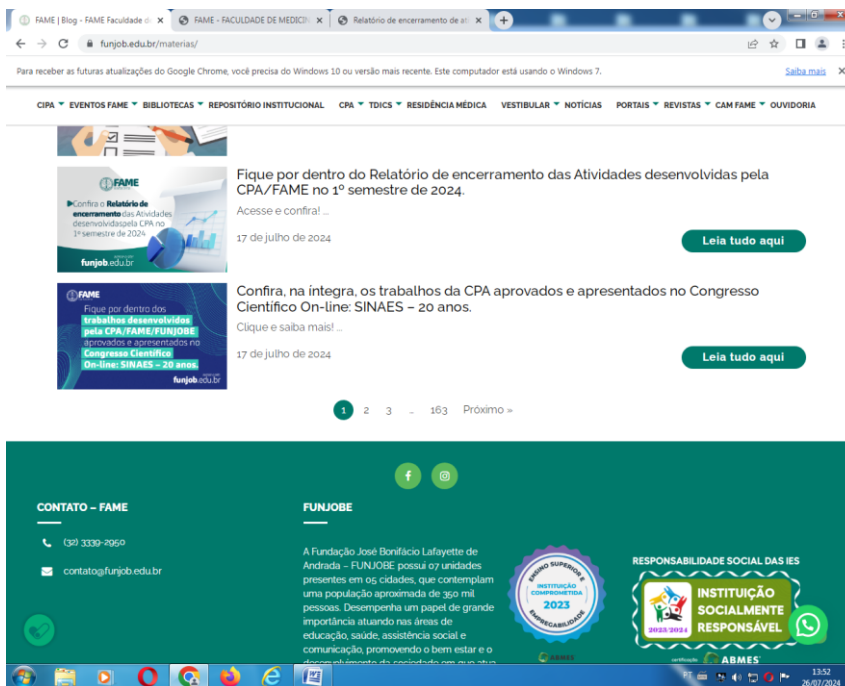 FAME | Blog - FAME Faculdade d
FAME - FACULDADE DE MEDICIN
Relatório de encerramento de at
funjob.edu.br/materias/
Para receber as futuras atualizações do Google Chrome, você precisa do Windows 10 ou versão mais recente. Este computador está usando o Windows 7.
Saiba mais
CIPA EVENTOS FAME BIBLIOTECAS REPOSITÓRIO INSTITUCIONAL CPA TDICS RESIDÊNCIA MÉDICA VESTIBULAR NOTÍCIAS PORTAIS REVISTAS CAM FAME OUVIDORIA
FAME
Confira o Relatório de
encerramento das Atividades
desenvolvidaspela CPA no
1º semestre de 2024
funjob.edu.br
Fique por dentro do Relatório de encerramento das Atividades desenvolvidas pela
CPA/FAME no 1º semestre de 2024.
Acesse e confira! ...
17 de julho de 2024
Leia tudo aqui
FAME
Fique por dentro dos
trabalhos desenvolvidos
pela CPA/FAME/FUNJOBE
aprovados e apresentados no
Congresso Científico
On-line: SINAES – 20 anos.
funjob.edu.br
Confira, na íntegra, os trabalhos da CPA aprovados e apresentados no Congresso
Científico On-line: SINAES – 20 anos.
Clique e saiba mais! ...
17 de julho de 2024
Leia tudo aqui
1 2 3 … 163 Próximo »
CONTATO – FAME
(32) 3339-2950
contato@funjob.edu.br
FUNJOBE
A Fundação José Bonifácio Lafayette de
Andrada – FUNJOBE possui 07 unidades
presentes em 05 cidades, que contemplam
uma população aproximada de 350 mil
pessoas. Desempenha um papel de grande
importância atuando nas áreas de
educação, saúde, assistência social e
comunicação, promovendo o bem estar e o
desenvolvimento da sociedade em que atua
ENSINO SUPERIOR E
INSTITUIÇÃO
COMPROMETIDA
2023
EMPREGABILIDADE
ABMES
RESPONSABILIDADE SOCIAL DAS IES
INSTITUIÇÃO
SOCIALMENTE
RESPONSÁVEL
2023/2024
certificação ABMES
PT
13:52
26/07/2024